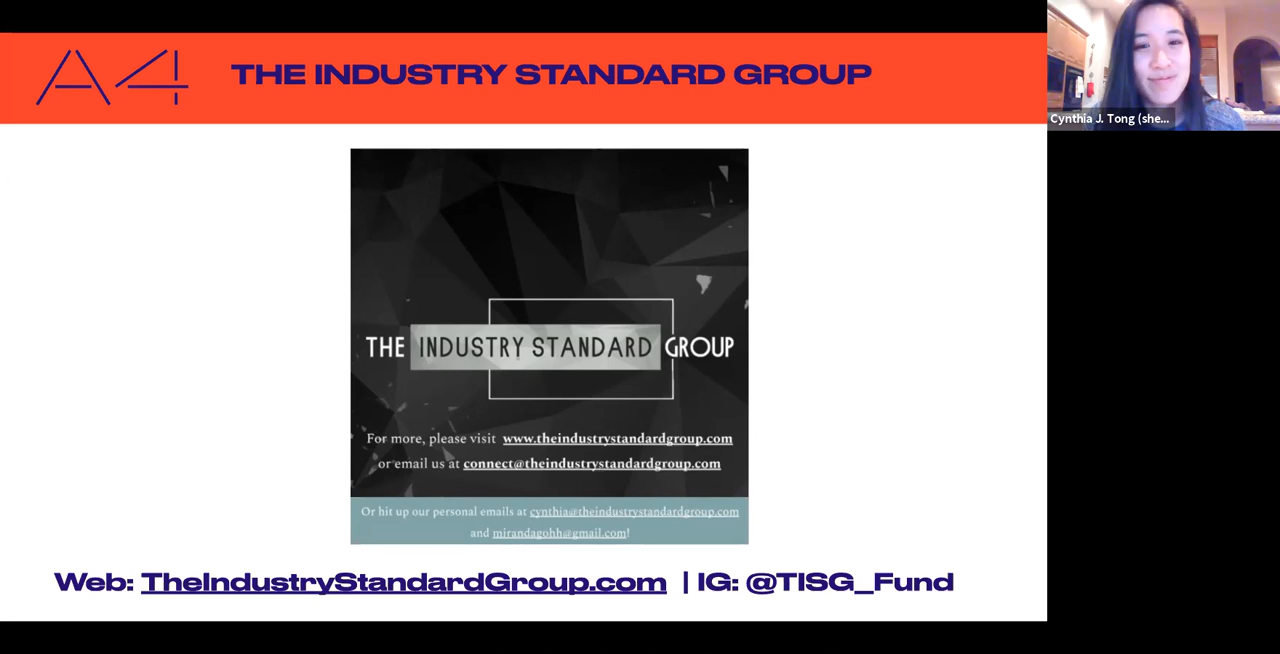 A4
THE INDUSTRY STANDARD GROUP
Cynthia J. Tong (she...
THE INDUSTRY STANDARD GROUP
For more, please visit www.theindustrystandardgroup.com
or email us at connect@theindustrystandardgroup.com
Or hit up our personal emails at cynthia@theindustrystandardgroup.com
and mirandagohh@gmail.com!
Web: TheIndustryStandardGroup.com | IG: @TISG_Fund